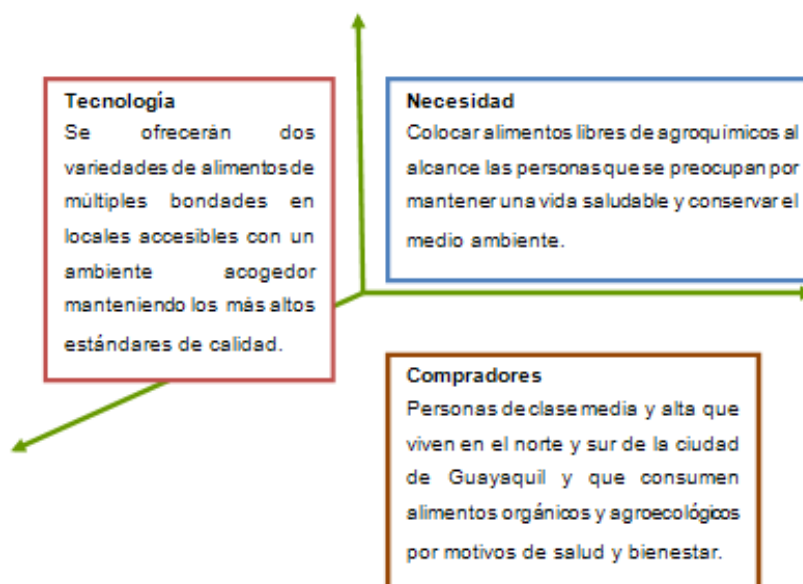 Tecnología
Se ofrecerán dos
variedades de alimentos de
múltiples bondades en
locales accesibles con un
ambiente acogedor
manteniendo los más altos
estándares de calidad.
Necesidad
Colocar alimentos libres de agroquímicos al
alcance las personas que se preocupan por
mantener una vida saludable y conservar el
medio ambiente.
Compradores
Personas de clase media y alta que
viven en el norte y sur de la ciudad
de Guayaquil y que consumen
alimentos orgánicos y agroecológicos
por motivos de salud y bienestar.